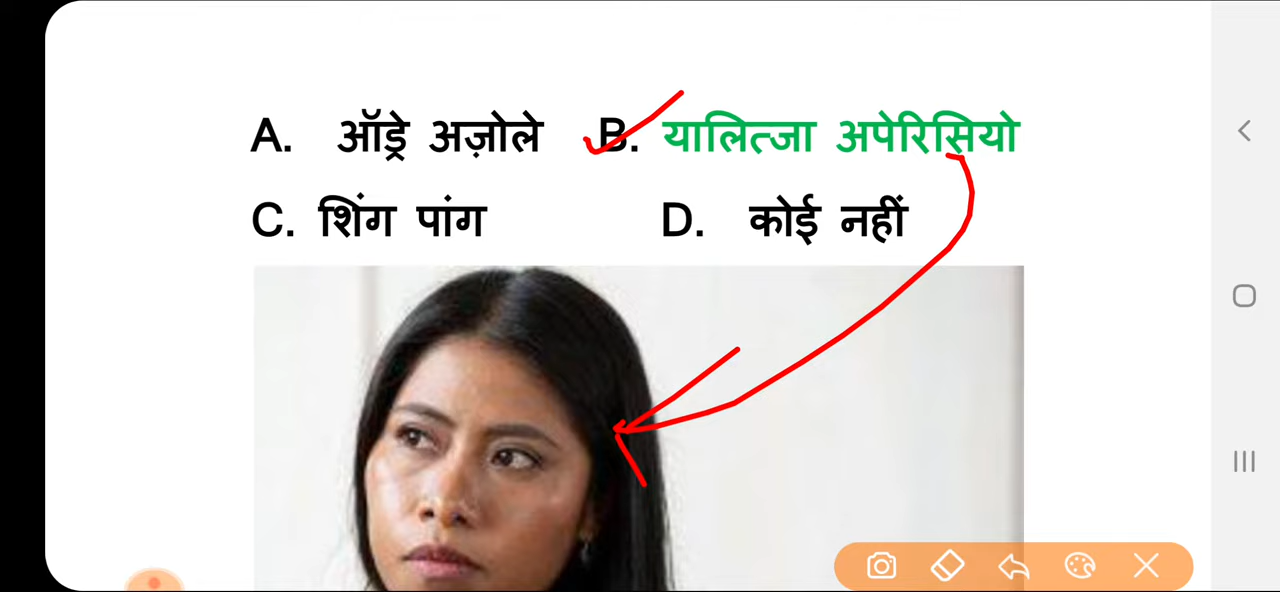 A. ऑड्रे अज़ोले B. यालित्जा अपेरिसियो
C. शिंग पांग D. कोई नहीं